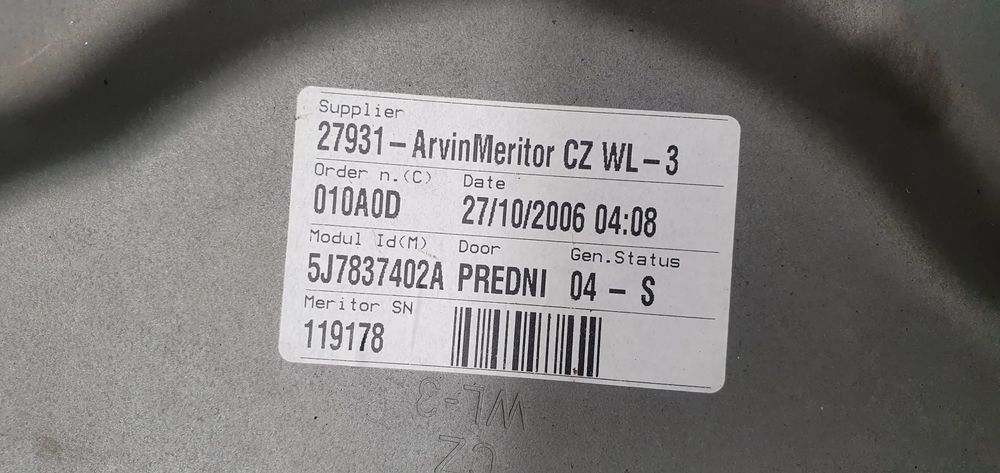 Supplier
27931-ArvinMeritor CZ WL-3
Order n.(C) Date
010A0D 27/10/2006 04:08
Modul Id(M) Door Gen.Status
5J7837402A PREDNI 04 - S
Meritor SN
119178
WL-3
CZ